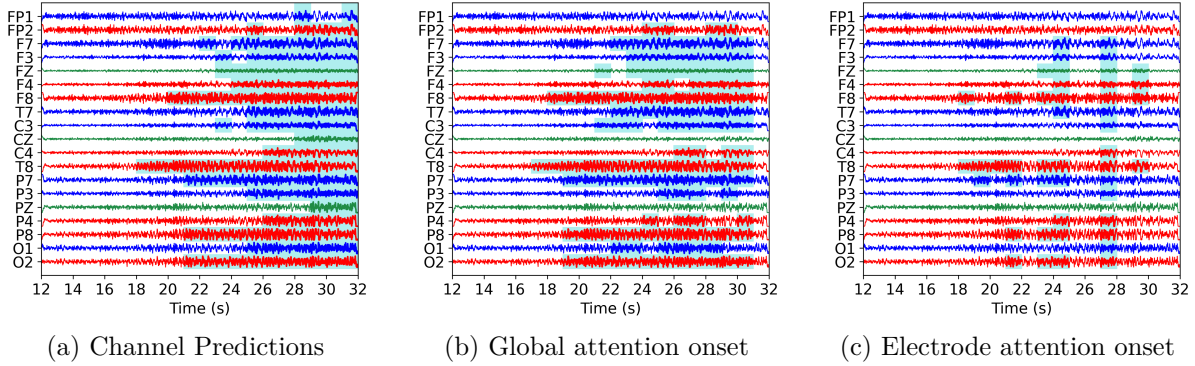 FP1
FP2
F7
F3
FZ
F4
F8
T7
C3
CZ
C4
T8
P7
P3
PZ
P4
P8
O1
O2
12 14 16 18 20 22 24 26 28 30 32
Time (s)
(a) Channel Predictions
FP1
FP2
F7
F3
FZ
F4
F8
T7
C3
CZ
C4
T8
P7
P3
PZ
P4
P8
O1
O2
12 14 16 18 20 22 24 26 28 30 32
Time (s)
(b) Global attention onset
FP1
FP2
F7
F3
FZ
F4
F8
T7
C3
CZ
C4
T8
P7
P3
PZ
P4
P8
O1
O2
12 14 16 18 20 22 24 26 28 30 32
Time (s)
(c) Electrode attention onset